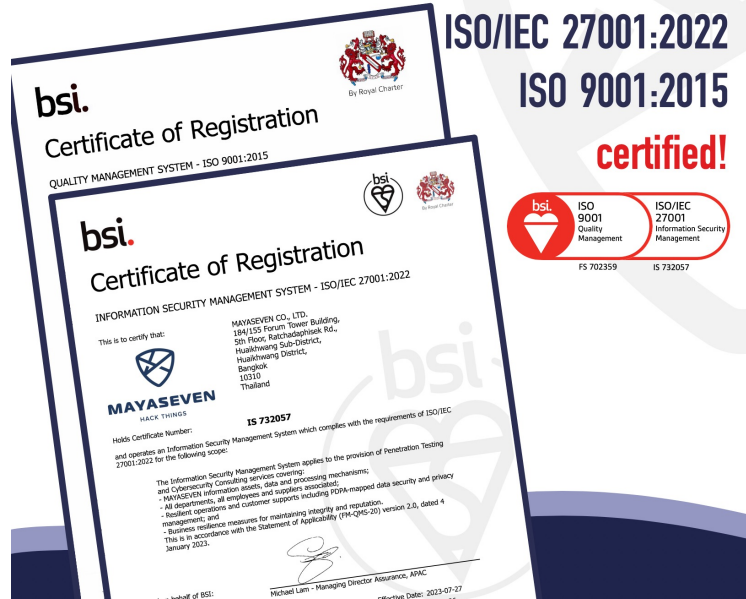 ISO/IEC 27001:2022
ISO 9001:2015
certified!
bsi.
ISO
9001
Quality
Management
ISO/IEC
27001
Information Security
Management
FS 702359
IS 732057
bsi.
By Royal Charter
Certificate of Registration
QUALITY MANAGEMENT SYSTEM - ISO 9001:2015
bsi.
bsi
By Royal Charter
Certificate of Registration
INFORMATION SECURITY MANAGEMENT SYSTEM - ISO/IEC 27001:2022
This is to certify that:
MAYASEVEN
HACK THINGS
MAYASEVEN CO., LTD.
184/155 Forum Tower Building,
5th Floor, Ratchadaphisek Rd.,
Huaikhwang Sub-District,
Huaikhwang District,
Bangkok
10310
Thailand
bsi
Holds Certificate Number:
IS 732057
and operates an Information Security Management System which complies with the requirements of ISO/IEC
27001:2022 for the following scope:
The Information Security Management System applies to the provision of Penetration Testing
and Cybersecurity Consulting services covering:
- MAYASEVEN information assets, data and processing mechanisms;
- All departments, all employees and suppliers associated;
- Resilient operations and customer supports including PDPA-mapped data security and privacy
management; and
- Business resilience measures for maintaining integrity and reputation.
This is in accordance with the Statement of Applicability (FM-QMS-20) version 2.0, dated 4
January 2023.
behalf of BSI:
Michael Lam - Managing Director Assurance, APAC
Effective Date: 2023-07-27